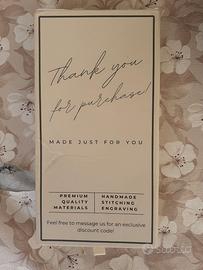 Thank you
for purchase!
MADE JUST FOR YOU
PREMIUM
QUALITY
MATERIALS
HANDMADE
STITCHING
ENGRAVING
Feel free to message us for an exclusive
discount code!
subito